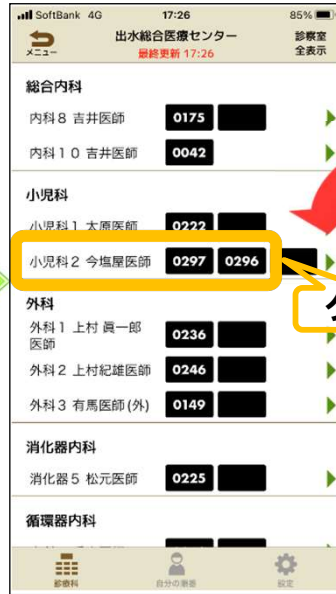 SoftBank 4G 17:26 85%
メニュー
出水総合医療センター
最終更新 17:26
診察室
全表示
総合内科
内科8 吉井医師 0175
内科10 吉井医師 0042
小児科
小児科1 太原医師 0222
小児科2 今塩屋医師 0297 0296
外科
外科1 上村 眞一郎
医師 0236
外科2 上村紀雄医師 0246
外科3 有馬医師(外) 0149
消化器内科
消化器5 松元医師 0225
循環器内科
診療科
自分の順番
設定